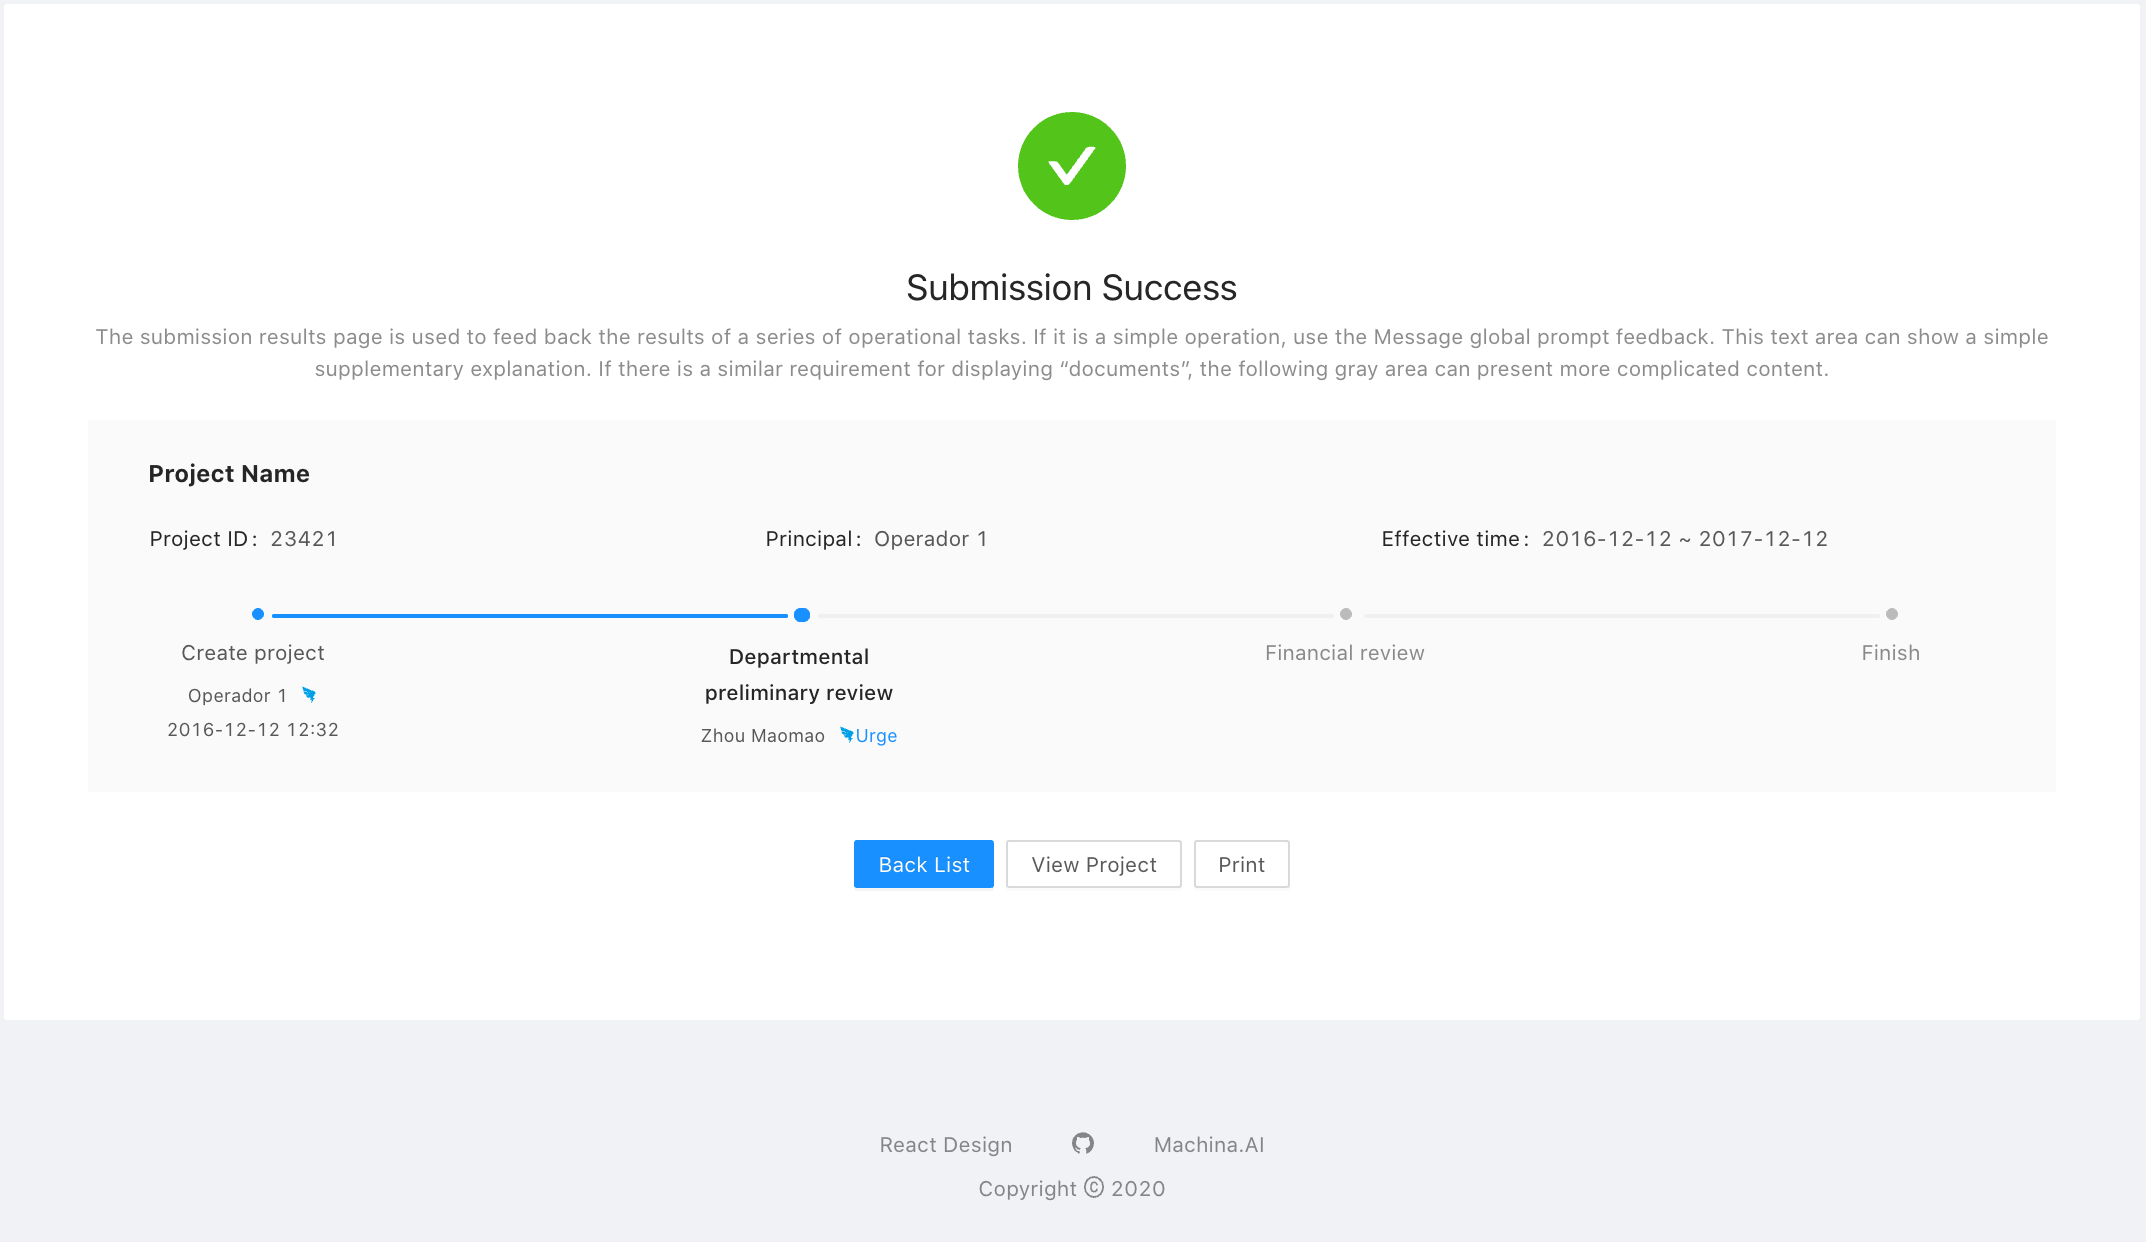 Submission Success
The submission results page is used to feed back the results of a series of operational tasks. If it is a simple operation, use the Message global prompt feedback. This text area can show a simple
supplementary explanation. If there is a similar requirement for displaying “documents”, the following gray area can present more complicated content.
Project Name
Project ID: 23421
Principal: Operador 1
Effective time: 2016-12-12 ~ 2017-12-12
Create project
Operador 1
2016-12-12 12:32
Departmental
preliminary review
Zhou Maomao Urge
Financial review
Finish
Back List
View Project
Print
React Design
Machina.AI
Copyright © 2020